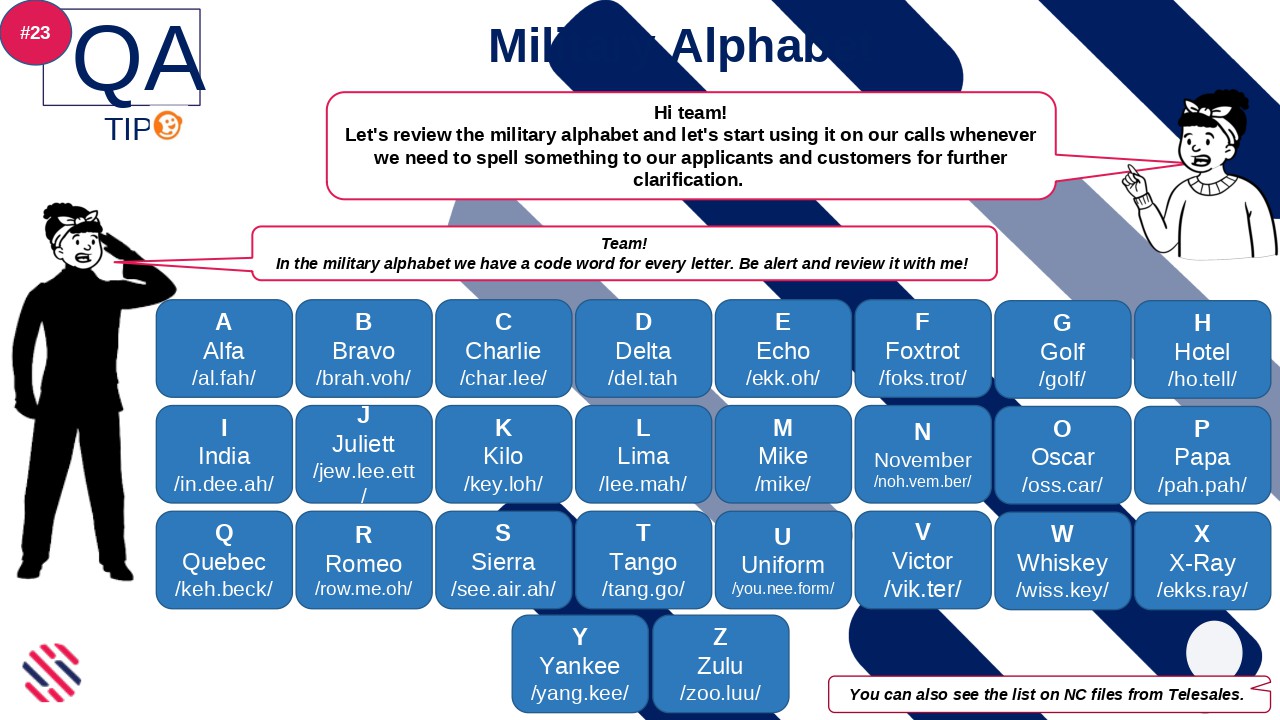 #23
QA
TIP
Military Alphabet
Hi team!
Let's review the military alphabet and let's start using it on our calls whenever
we need to spell something to our applicants and customers for further
clarification.
Team!
In the military alphabet we have a code word for every letter. Be alert and review it with me!
A
Alfa
/al.fah/
B
Bravo
/brah.voh/
C
Charlie
/char.lee/
D
Delta
/del.tah
E
Echo
/ekk.oh/
F
Foxtrot
/foks.trot/
G
Golf
/golf/
H
Hotel
/ho.tell/
I
India
/in.dee.ah/
J
Juliett
/jew.lee.ett
/
K
Kilo
/key.loh/
L
Lima
/lee.mah/
M
Mike
/mike/
N
November
/noh.vem.ber/
O
Oscar
/oss.car/
P
Papa
/pah.pah/
Q
Quebec
/keh.beck/
R
Romeo
/row.me.oh/
S
Sierra
/see.air.ah/
T
Tango
/tang.go/
U
Uniform
/you.nee.form/
V
Victor
/vik.ter/
W
Whiskey
/wiss.key/
X
X-Ray
/ekks.ray/
Y
Yankee
/yang.kee/
Z
Zulu
/zoo.luu/
You can also see the list on NC files from Telesales.